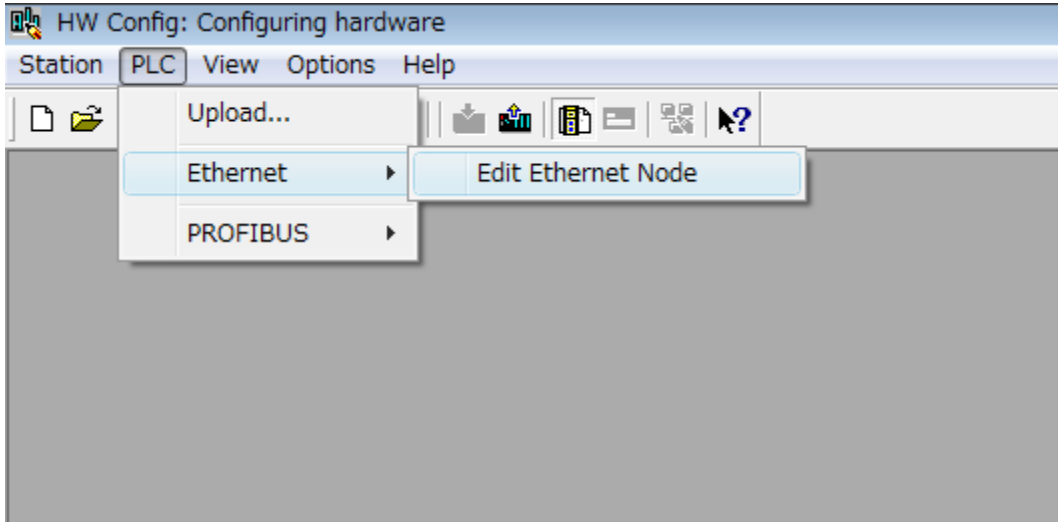 HW Config: Configuring hardware
Station PLC View Options Help
Upload...
Ethernet Edit Ethernet Node
PROFIBUS